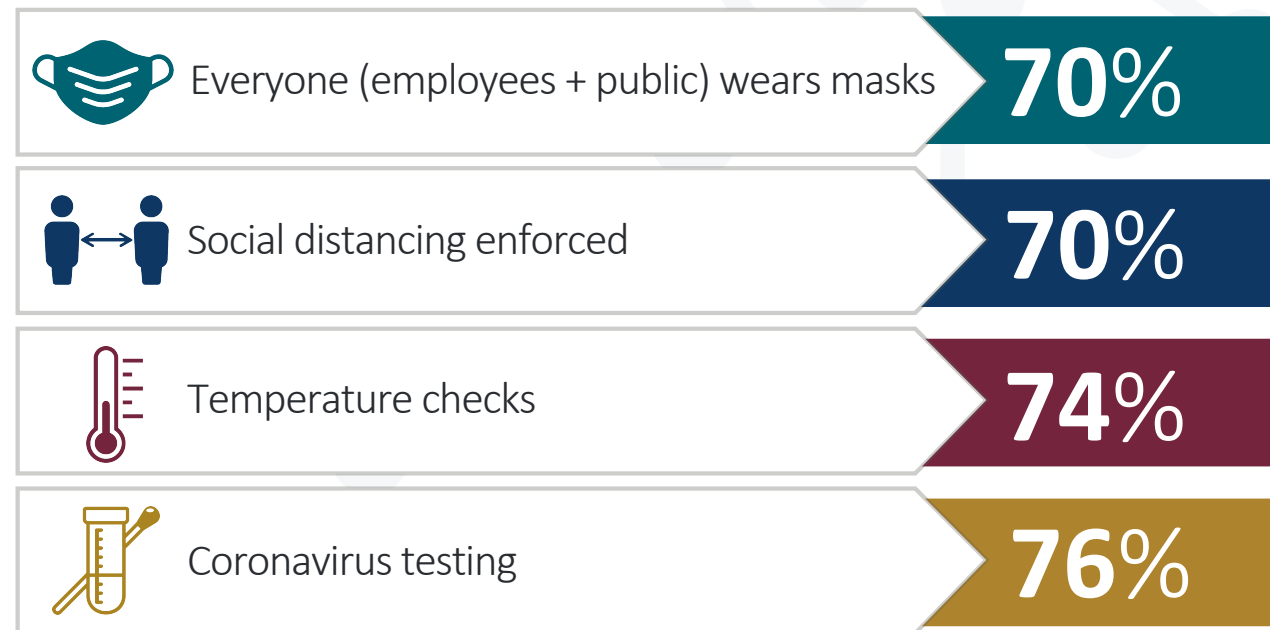 Everyone (employees + public) wears masks 70%
Social distancing enforced 70%
Temperature checks 74%
Coronavirus testing 76%